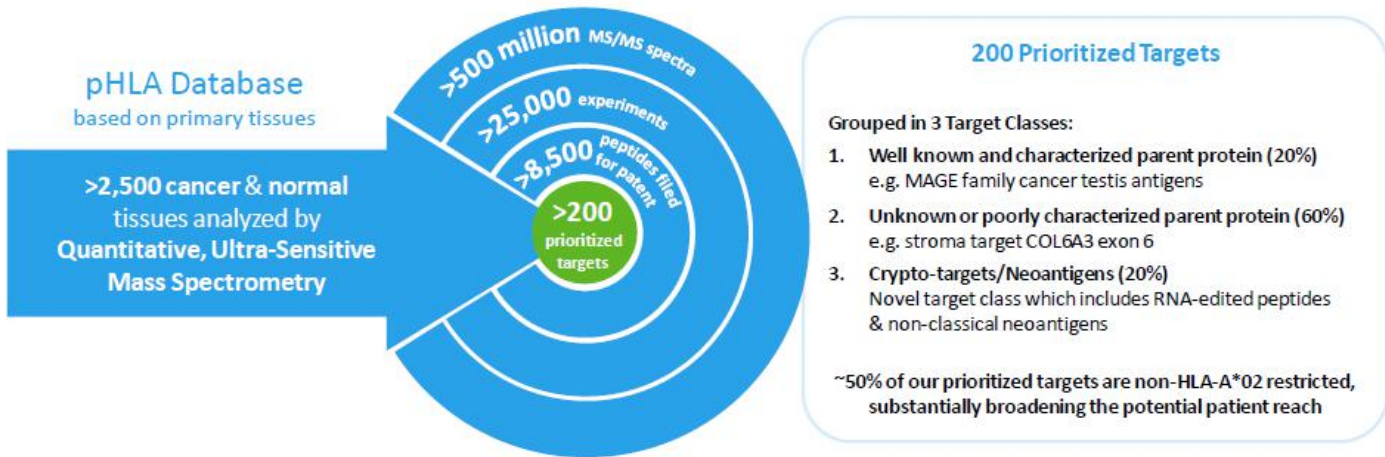 pHLA Database
based on primary tissues
>2,500 cancer & normal
tissues analyzed by
Quantitative, Ultra-Sensitive
Mass Spectrometry
>500 million MS/MS spectra
>25,000 experiments
>8,500 peptides filed
for patent
>200
prioritized
targets
200 Prioritized Targets
Grouped in 3 Target Classes:
1. Well known and characterized parent protein (20%)
e.g. MAGE family cancer testis antigens
2. Unknown or poorly characterized parent protein (60%)
e.g. stroma target COL6A3 exon 6
3. Crypto-targets/Neoantigens (20%)
Novel target class which includes RNA-edited peptides
& non-classical neoantigens
~50% of our prioritized targets are non-HLA-A*02 restricted,
substantially broadening the potential patient reach